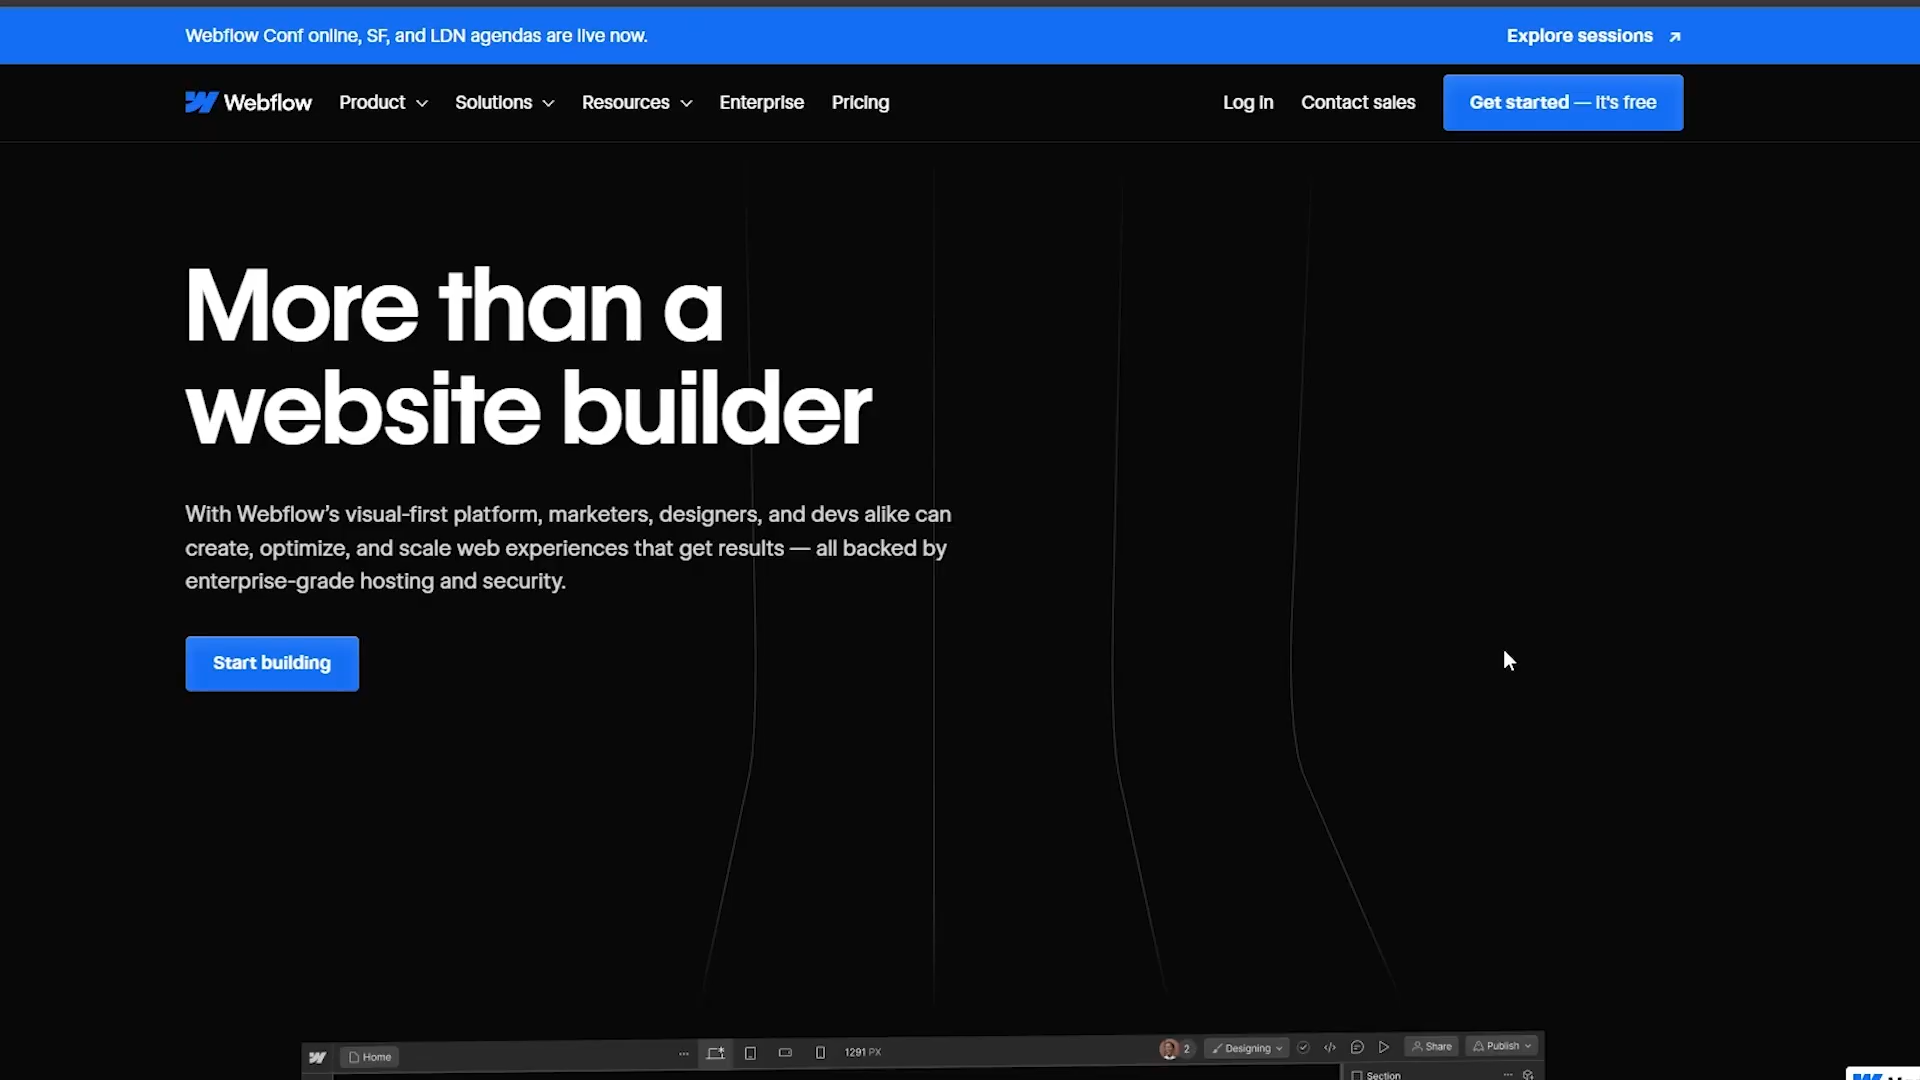 Webflow Conf online, SF, and LDN agendas are live now.
Explore sessions
Webflow
Product
Solutions
Resources
Enterprise
Pricing
Log in
Contact sales
Get started — it's free
More than a
website builder
With Webflow’s visual-first platform, marketers, designers, and devs alike can
create, optimize, and scale web experiences that get results — all backed by
enterprise-grade hosting and security.
Start building
Home
1291 PX
2
Designing
Share
Publish
Section